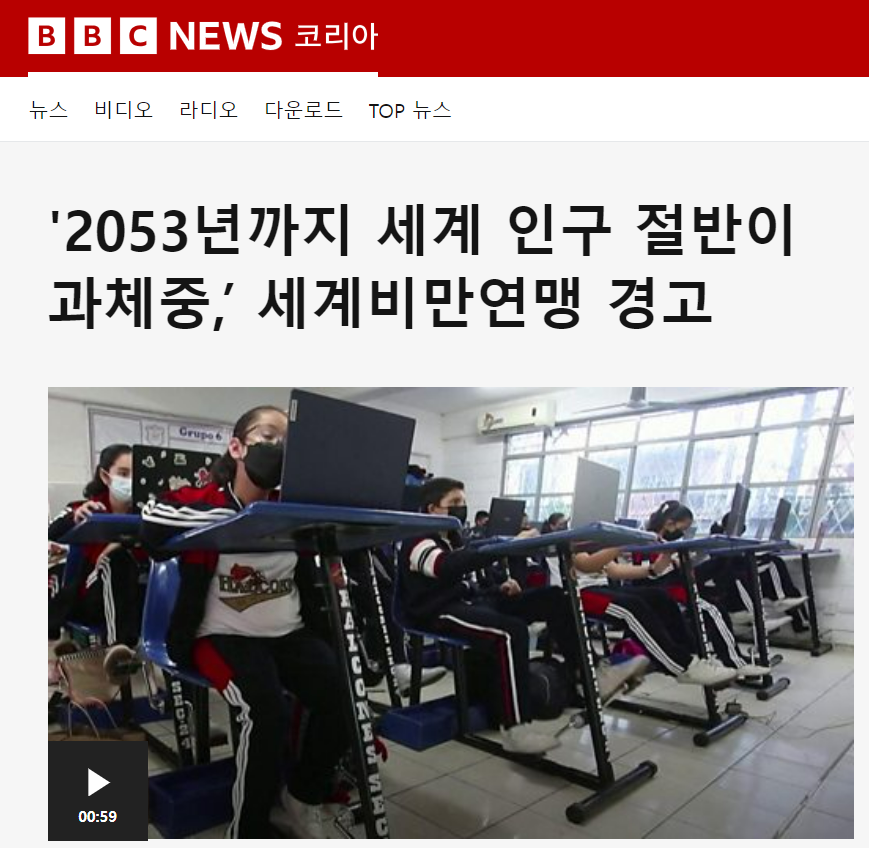 BBC NEWS 코리아
뉴스 비디오 라디오 다운로드 TOP 뉴스
'2053년까지 세계 인구 절반이
과체중,’ 세계비만연맹 경고
Grupo 6
00:59